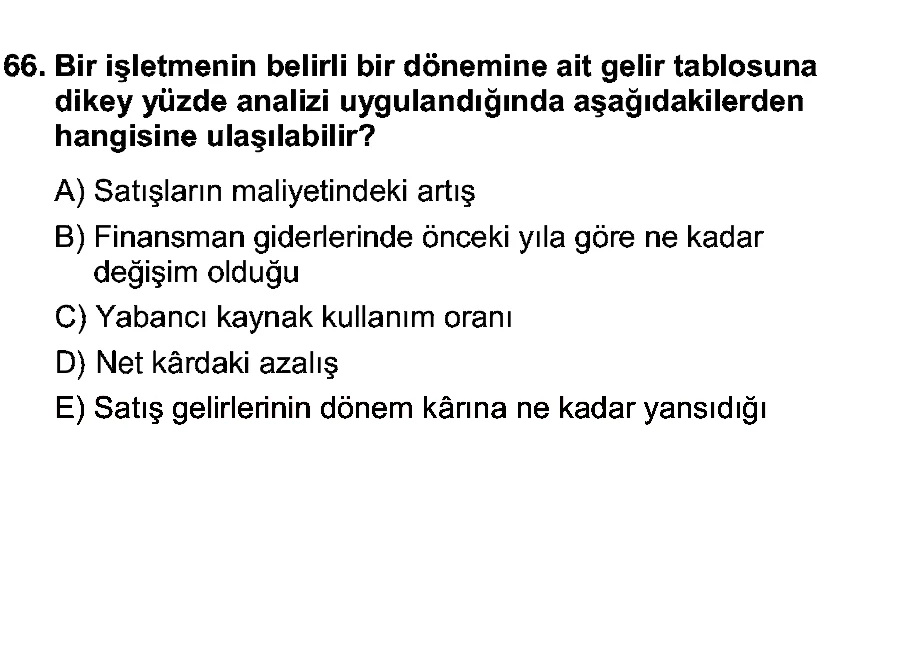 66. Bir işletmenin belirli bir dönemine ait gelir tablosuna
dikey yüzde analizi uygulandığında aşağıdakilerden
hangisine ulaşılabilir?
A) Satışların maliyetindeki artış
B) Finansman giderlerinde önceki yıla göre ne kadar
değişim olduğu
C) Yabancı kaynak kullanım oranı
D) Net kârdaki azalış
E) Satış gelirlerinin dönem kârına ne kadar yansıdığı